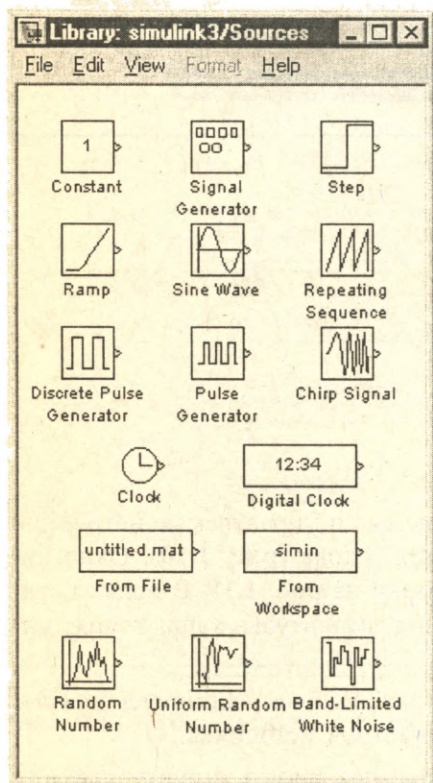 Library: simulink3/Sources
File Edit View Format Help
1
Constant
Signal
Generator
Step
Ramp
Sine Wave
Repeating
Sequence
Discrete Pulse
Generator
Pulse
Generator
Chirp Signal
Clock
12:34
Digital Clock
untitled.mat
From File
simin
From
Workspace
Random
Number
Uniform Random
Number
Band-Limited
White Noise